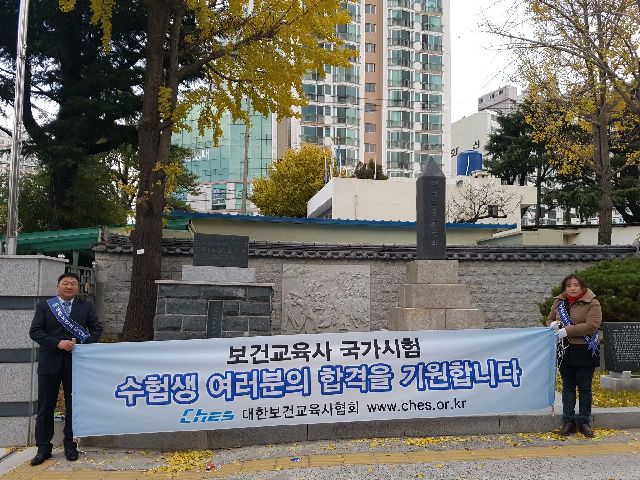 보건교육사 국가시험
수험생 여러분의 합격을 기원합니다
Ches 대한보건교육사협회 www.ches.or.kr